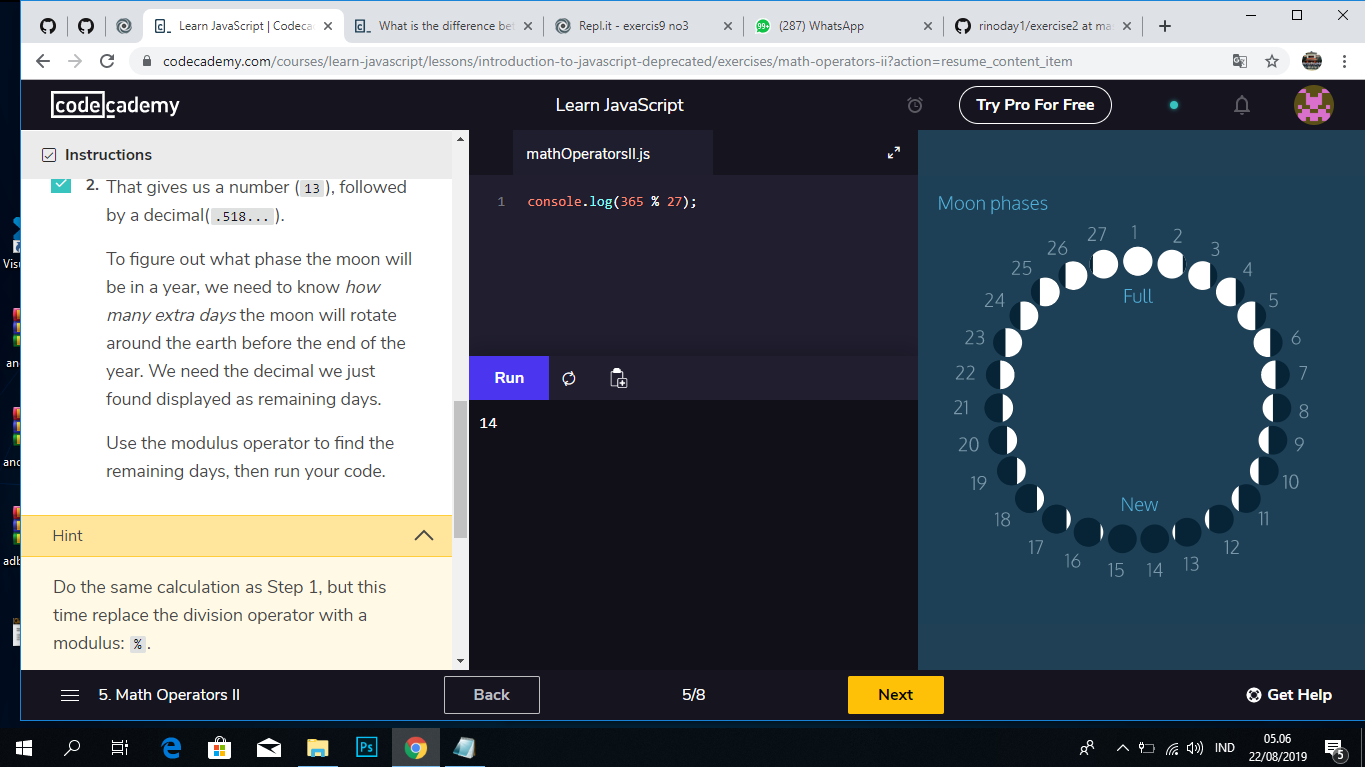 Learn JavaScript | Codeca
What is the difference bet
Repl.it - exercis9 no3
99+
(287) WhatsApp
rinoday1/exercise2 at mas
codecademy.com/courses/learn-javascript/lessons/introduction-to-javascript-deprecated/exercises/math-operators-ii?action=resume_content_item
codecademy
Learn JavaScript
Try Pro For Free
Instructions
2. That gives us a number (13), followed
by a decimal(.518...).
To figure out what phase the moon will
be in a year, we need to know how
many extra days the moon will rotate
around the earth before the end of the
year. We need the decimal we just
found displayed as remaining days.
Use the modulus operator to find the
remaining days, then run your code.
Hint
Do the same calculation as Step 1, but this
time replace the division operator with a
modulus: %.
mathOperatorsII.js
1 console.log(365 % 27);
Run
14
Moon phases
1
2
3
4
5
6
7
8
9
10
11
12
13
14
15
16
17
18
19
20
21
22
23
24
25
26
27
Full
New
5. Math Operators II
Back
5/8
Next
Get Help
Ps
IND
05.06
22/08/2019
5